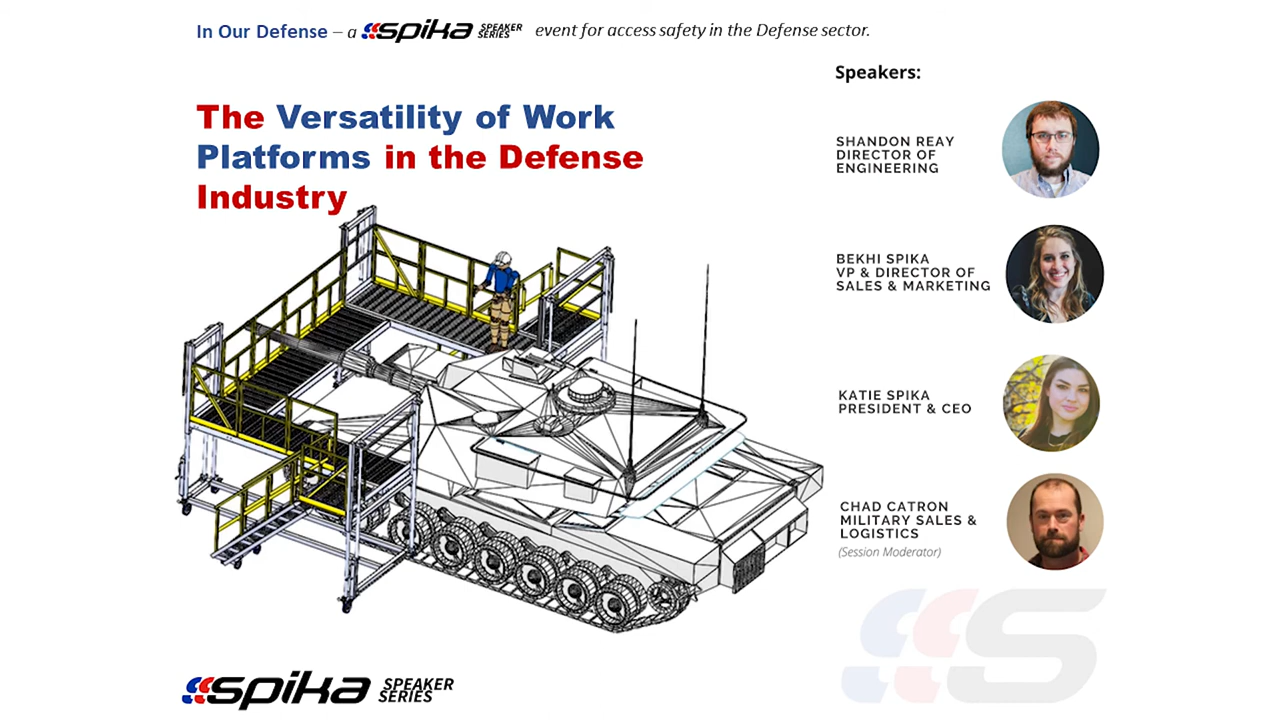 In Our Defense – a spika SPEAKER SERIES event for access safety in the Defense sector.
Speakers:
The Versatility of Work
Platforms in the Defense
Industry
SHANDON REAY
DIRECTOR OF
ENGINEERING
BEKHI SPIKA
VP & DIRECTOR OF
SALES & MARKETING
KATIE SPIKA
PRESIDENT & CEO
CHAD CATRON
MILITARY SALES &
LOGISTICS
(Session Moderator)
spika SPEAKER
SERIES